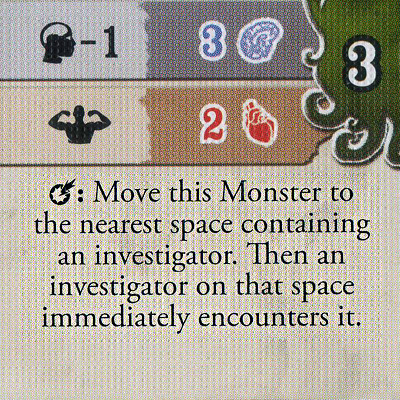 -1 3 3
2
: Move this Monster to
the nearest space containing
an investigator. Then an
investigator on that space
immediately encounters it.